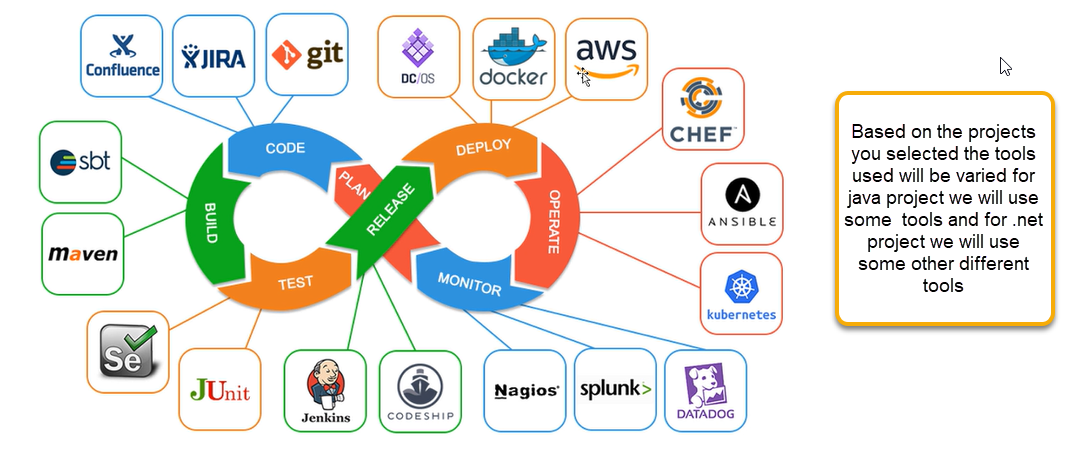 Confluence
JIRA
git
DC/OS
docker
aws
CHEF
sbt
maven
CODE
PLAN
BUILD
TEST
RELEASE
DEPLOY
OPERATE
MONITOR
ANSIBLE
kubernetes
Se
JUnit
Jenkins
CODESHIP
Nagios®
splunk>
DATADOG
Based on the projects
you selected the tools
used will be varied for
java project we will use
some tools and for .net
project we will use
some other different
tools